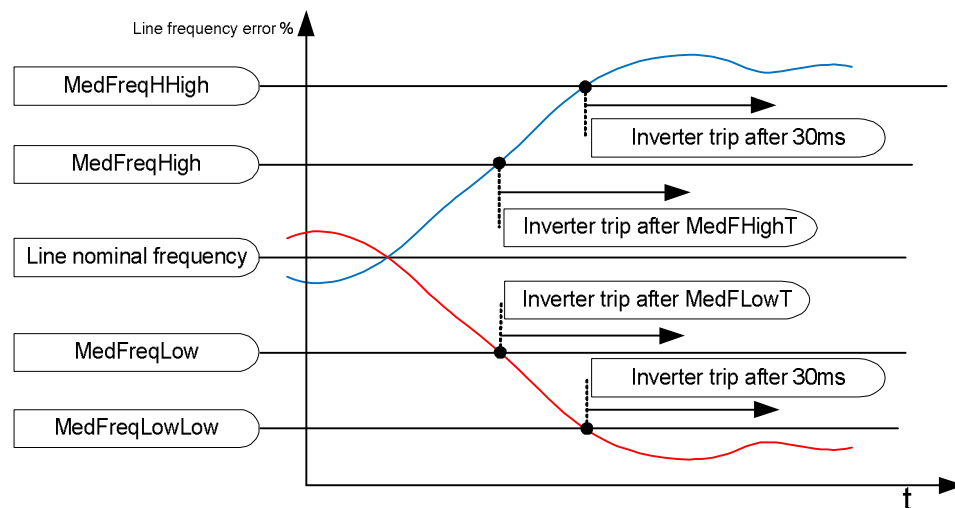 Line frequency error %
MedFreqHHigh
Inverter trip after 30ms
MedFreqHigh
Inverter trip after MedFHighT
Line nominal frequency
Inverter trip after MedFLowT
MedFreqLow
Inverter trip after 30ms
MedFreqLowLow
t